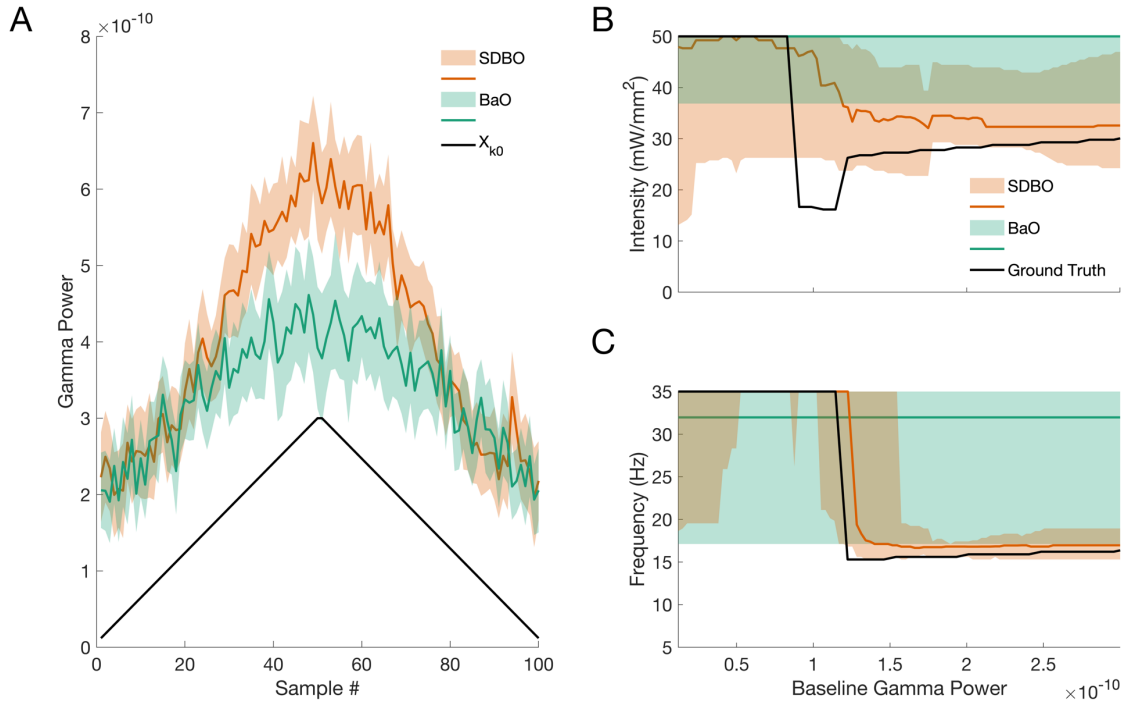 A
×10⁻¹⁰
8
7
6
5
4
3
2
1
0
Gamma Power
SDBO
BaO
X_k0
0
20
40
60
80
100
Sample #
B
50
40
30
20
10
0
Intensity (mW/mm²)
SDBO
BaO
Ground Truth
C
35
30
25
20
15
10
5
Frequency (Hz)
0.5
1
1.5
2
2.5
Baseline Gamma Power
×10⁻¹⁰